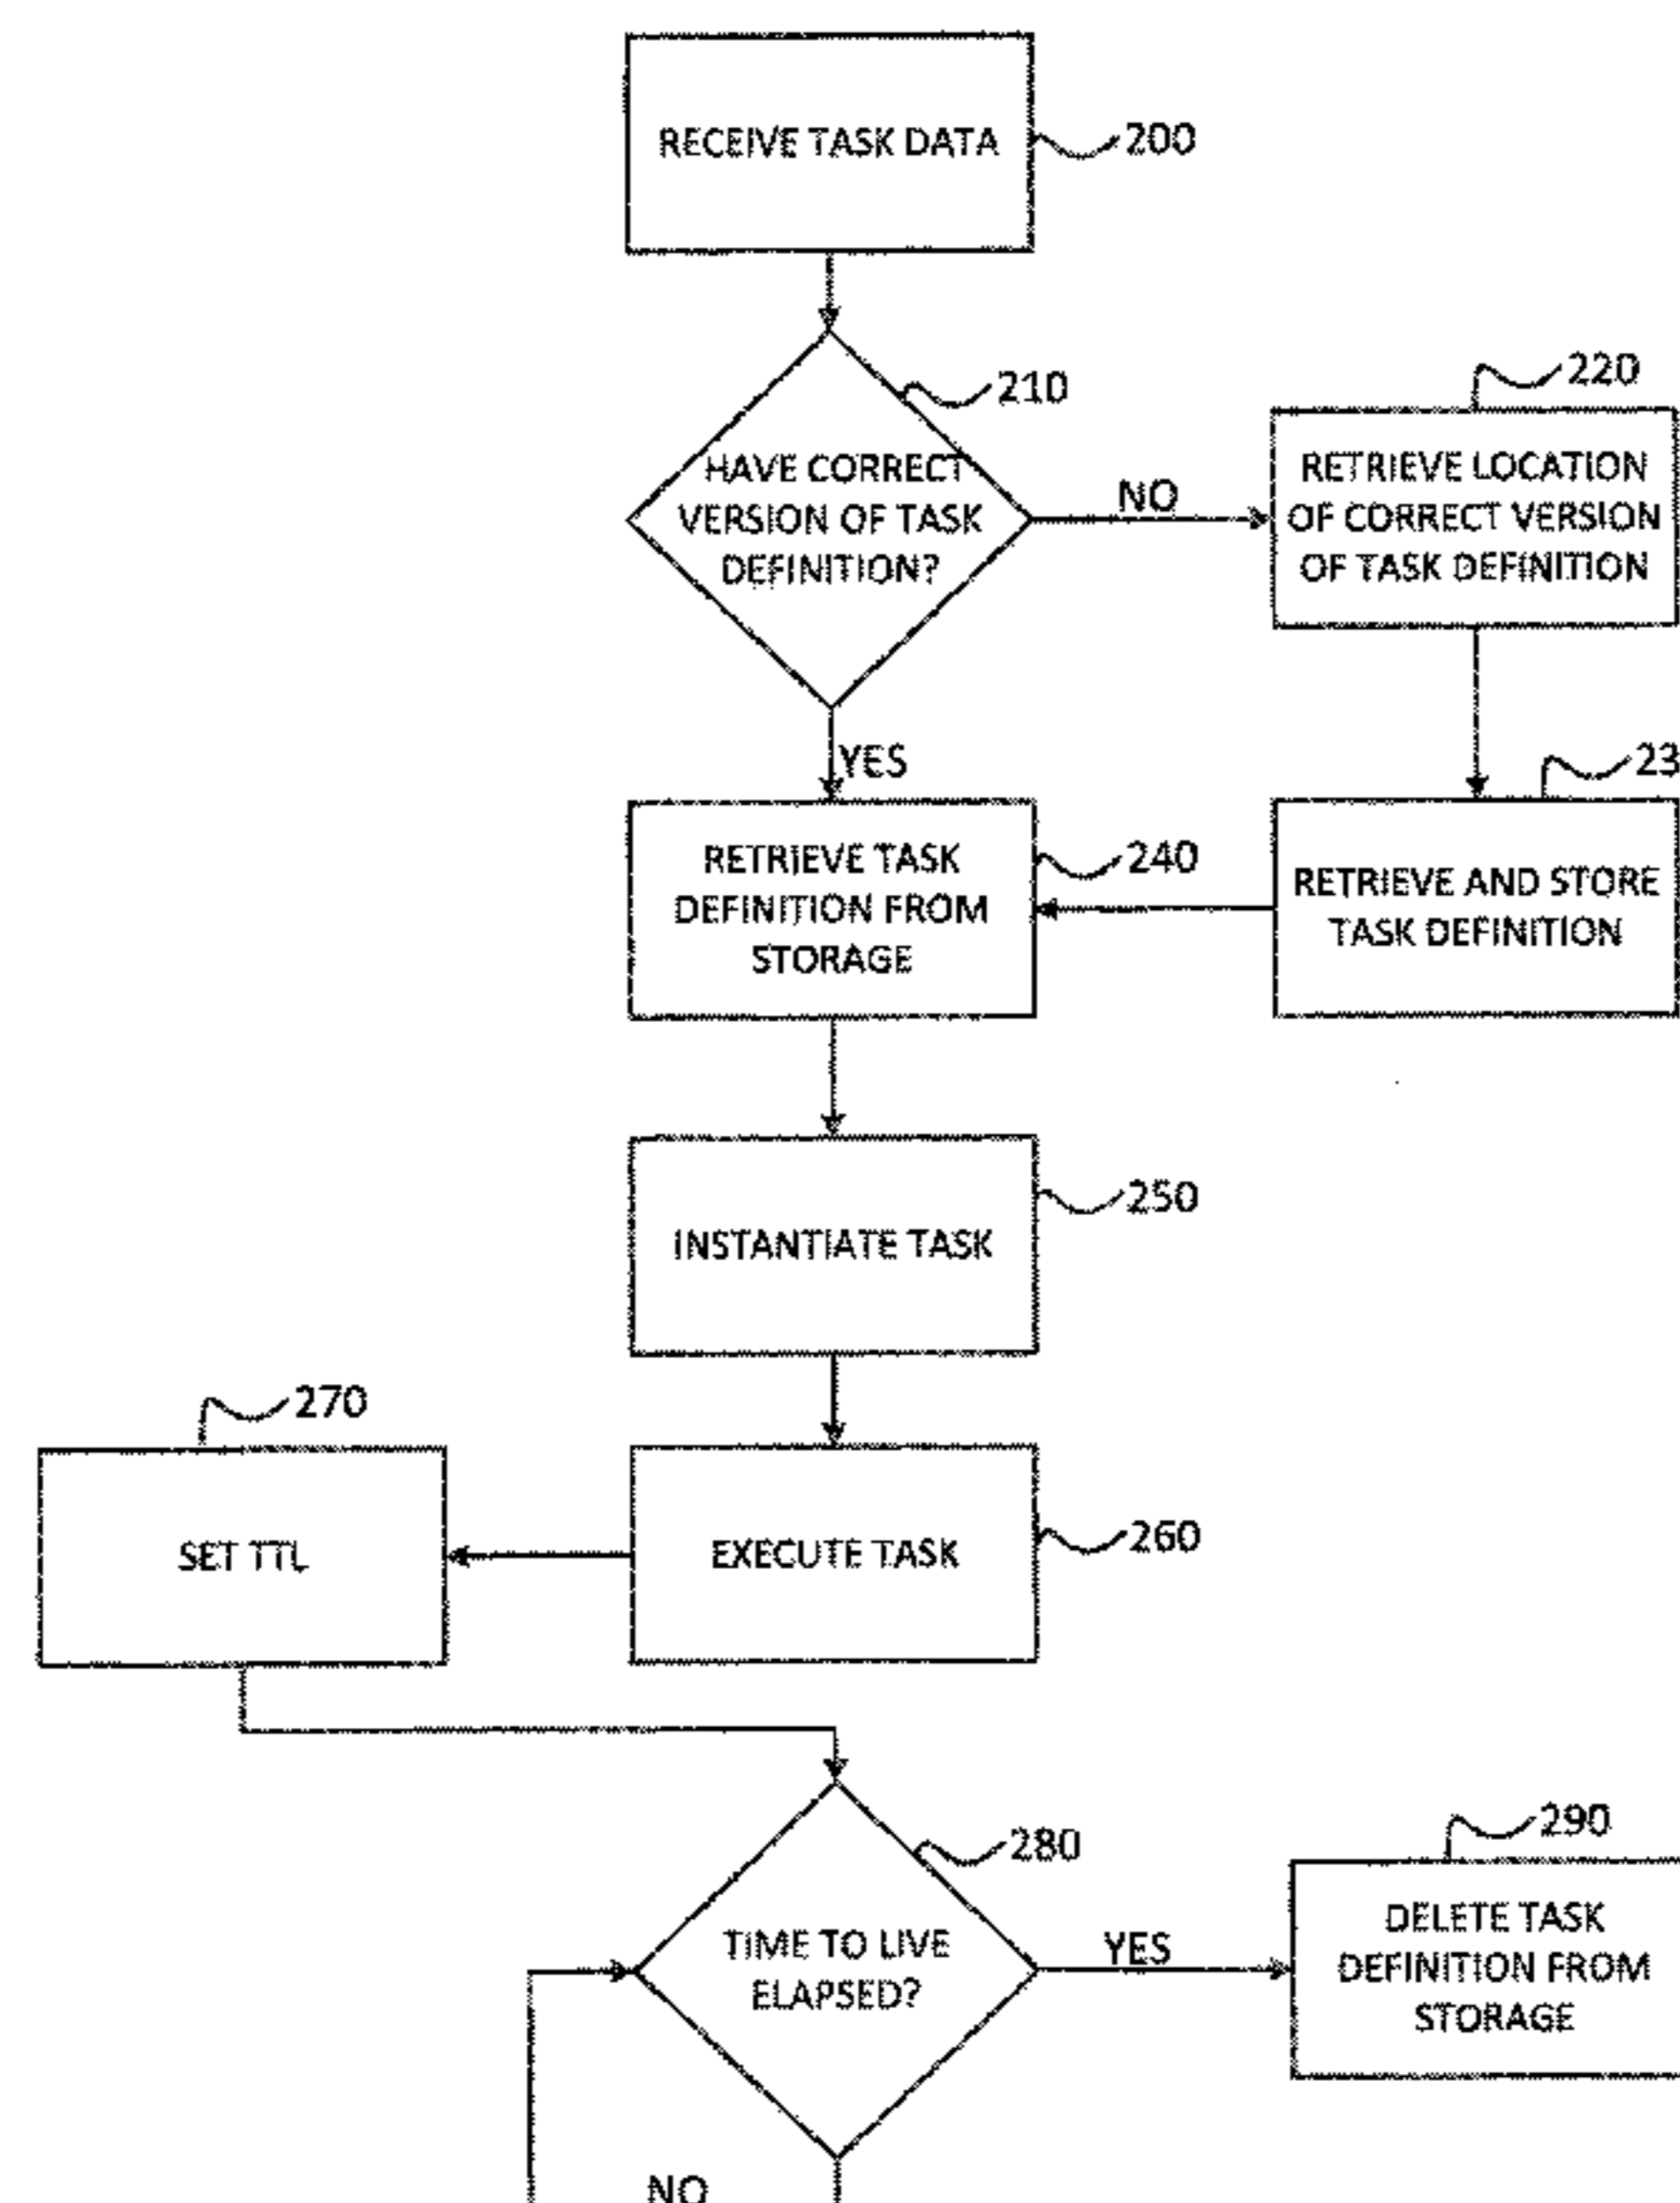 RECEIVE TASK DATA
200
210
HAVE CORRECT
VERSION OF TASK
DEFINITION?
NO
220
RETRIEVE LOCATION
OF CORRECT VERSION
OF TASK DEFINITION
YES
23
RETRIEVE AND STORE
TASK DEFINITION
RETRIEVE TASK
DEFINITION FROM
STORAGE
240
INSTANTIATE TASK
250
270
SET TTL
EXECUTE TASK
260
280
TIME TO LIVE
ELAPSED?
YES
290
DELETE TASK
DEFINITION FROM
STORAGE
NO